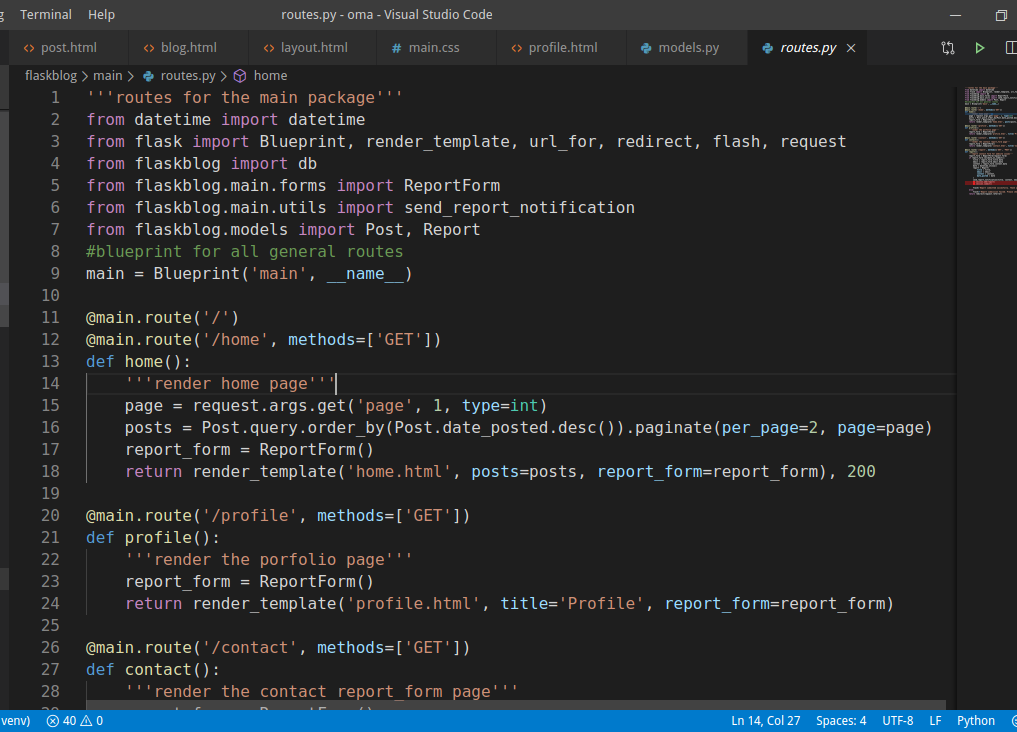 Terminal Help routes.py - oma - Visual Studio Code
<> post.html <> blog.html <> layout.html # main.css <> profile.html models.py routes.py
flaskblog > main > routes.py > home
1 '''routes for the main package'''
2 from datetime import datetime
3 from flask import Blueprint, render_template, url_for, redirect, flash, request
4 from flaskblog import db
5 from flaskblog.main.forms import ReportForm
6 from flaskblog.main.utils import send_report_notification
7 from flaskblog.models import Post, Report
8 #blueprint for all general routes
9 main = Blueprint('main', __name__)
10
11 @main.route('/')
12 @main.route('/home', methods=['GET'])
13 def home():
14     '''render home page'''
15     page = request.args.get('page', 1, type=int)
16     posts = Post.query.order_by(Post.date_posted.desc()).paginate(per_page=2, page=page)
17     report_form = ReportForm()
18     return render_template('home.html', posts=posts, report_form=report_form), 200
19
20 @main.route('/profile', methods=['GET'])
21 def profile():
22     '''render the porfolio page'''
23     report_form = ReportForm()
24     return render_template('profile.html', title='Profile', report_form=report_form)
25
26 @main.route('/contact', methods=['GET'])
27 def contact():
28     '''render the contact report_form page'''
venv) 40 0 Ln 14, Col 27 Spaces: 4 UTF-8 LF Python